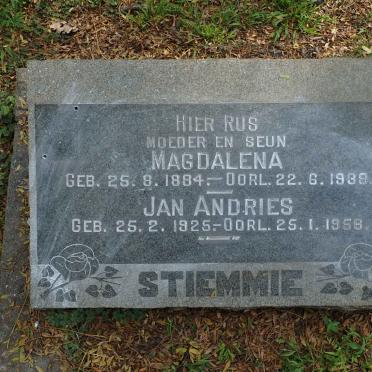 HIER RUS
MOEDER EN SEUN
MAGDALENA
GEB. 25. 8. 1884.— OORL. 22. 6. 1939.
JAN ANDRIES
GEB. 25. 2. 1925.— OORL. 25. 1. 1958.
STIEMMIE